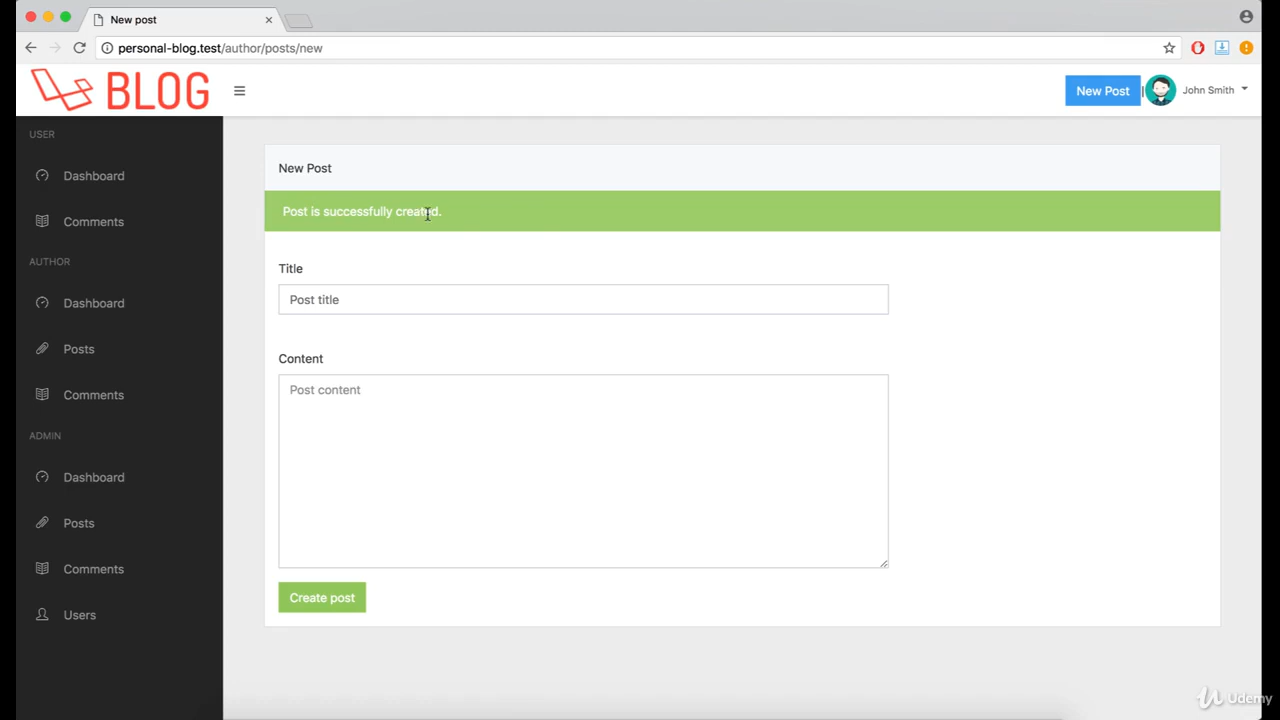 New post
personal-blog.test/author/posts/new
BLOG
New Post
John Smith
USER
Dashboard
Comments
AUTHOR
Dashboard
Posts
Comments
ADMIN
Dashboard
Posts
Comments
Users
New Post
Post is successfully created.
Title
Post title
Content
Post content
Create post
Udemy